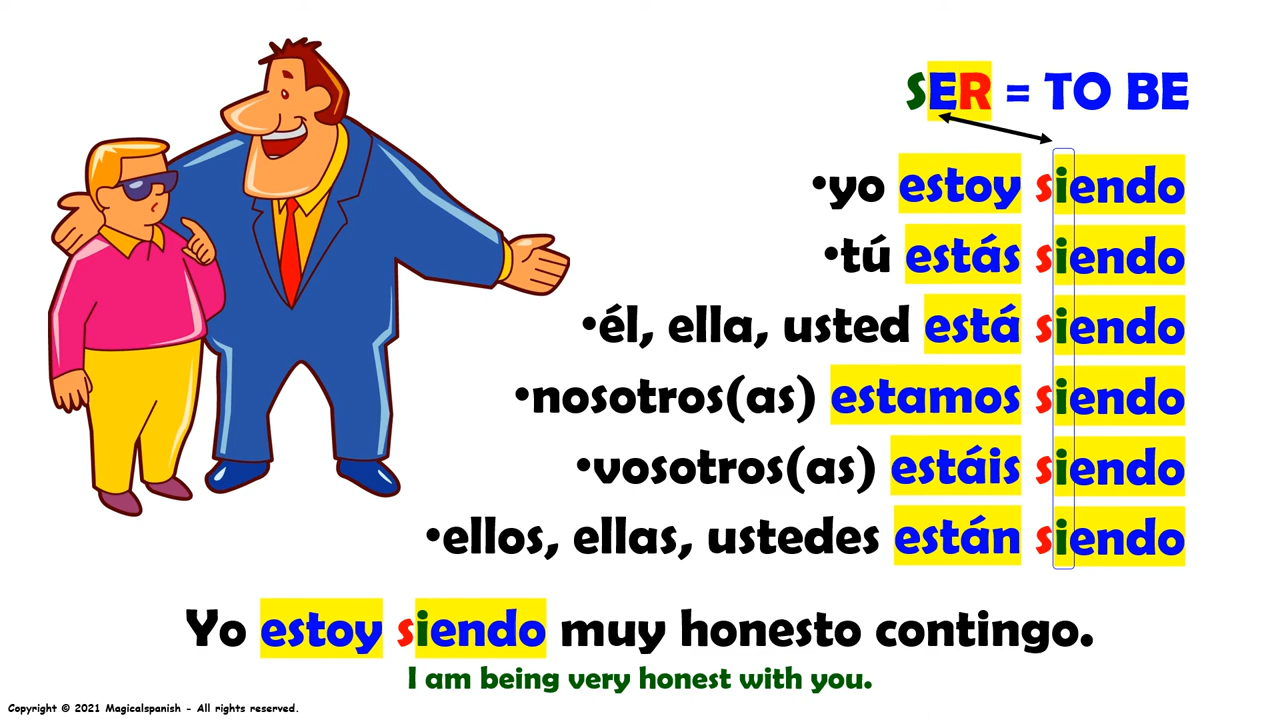 SER = TO BE
•yo estoy siendo
•tú estás siendo
•él, ella, usted está siendo
•nosotros(as) estamos siendo
•vosotros(as) estáis siendo
•ellos, ellas, ustedes están siendo
Yo estoy siendo muy honesto contingo.
I am being very honest with you.
Copyright © 2021 Magicalspanish - All rights reserved.